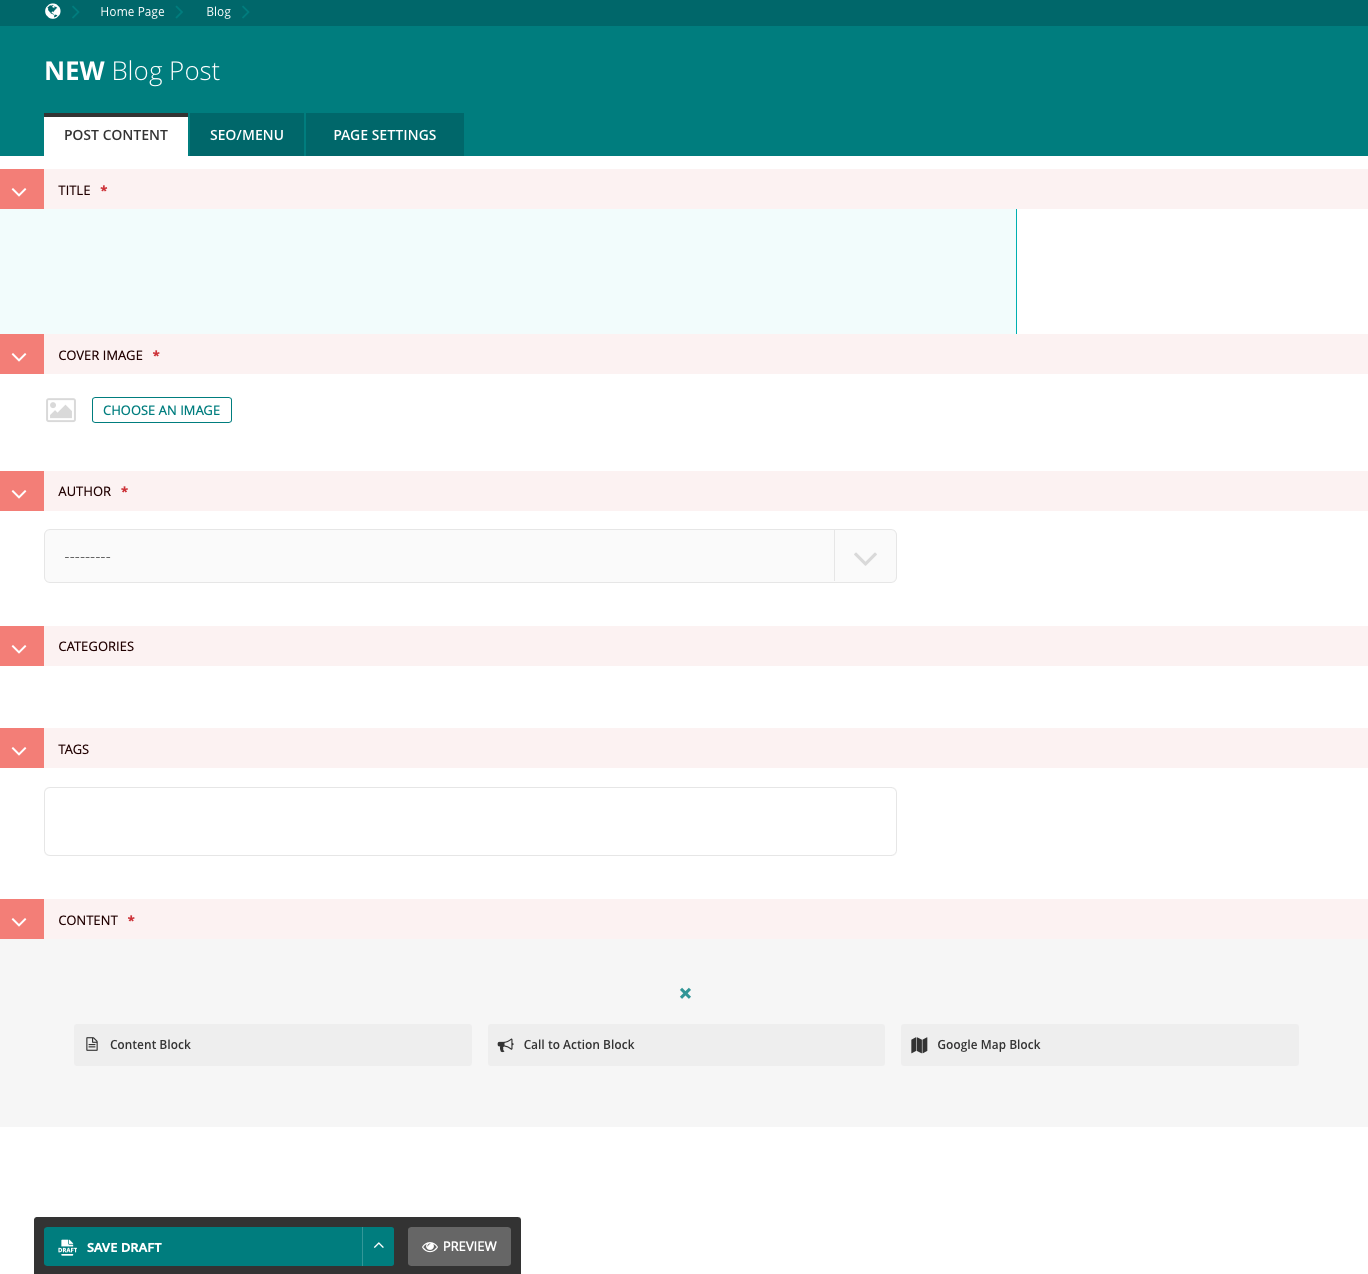 Home Page Blog
NEW Blog Post
POST CONTENT SEO/MENU PAGE SETTINGS
TITLE *
COVER IMAGE *
CHOOSE AN IMAGE
AUTHOR *
---------
CATEGORIES
TAGS
CONTENT *
Content Block Call to Action Block Google Map Block
DRAFT SAVE DRAFT PREVIEW